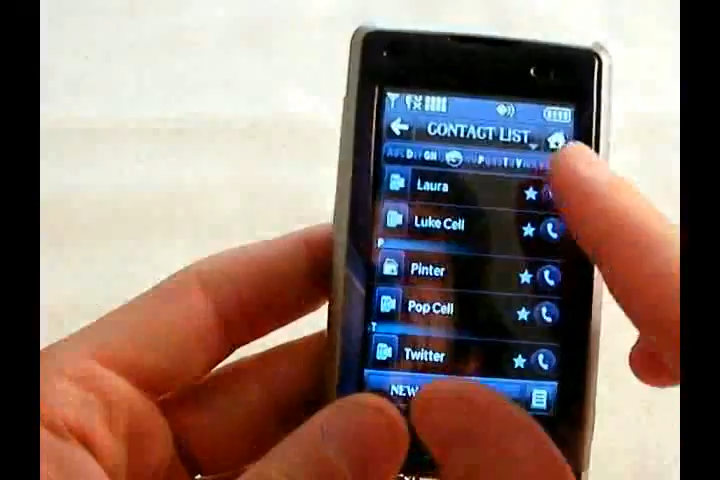 CONTACT LIST
Laura
Luke Cell
P
Pinter
Pop Cell
T
Twitter
NEW